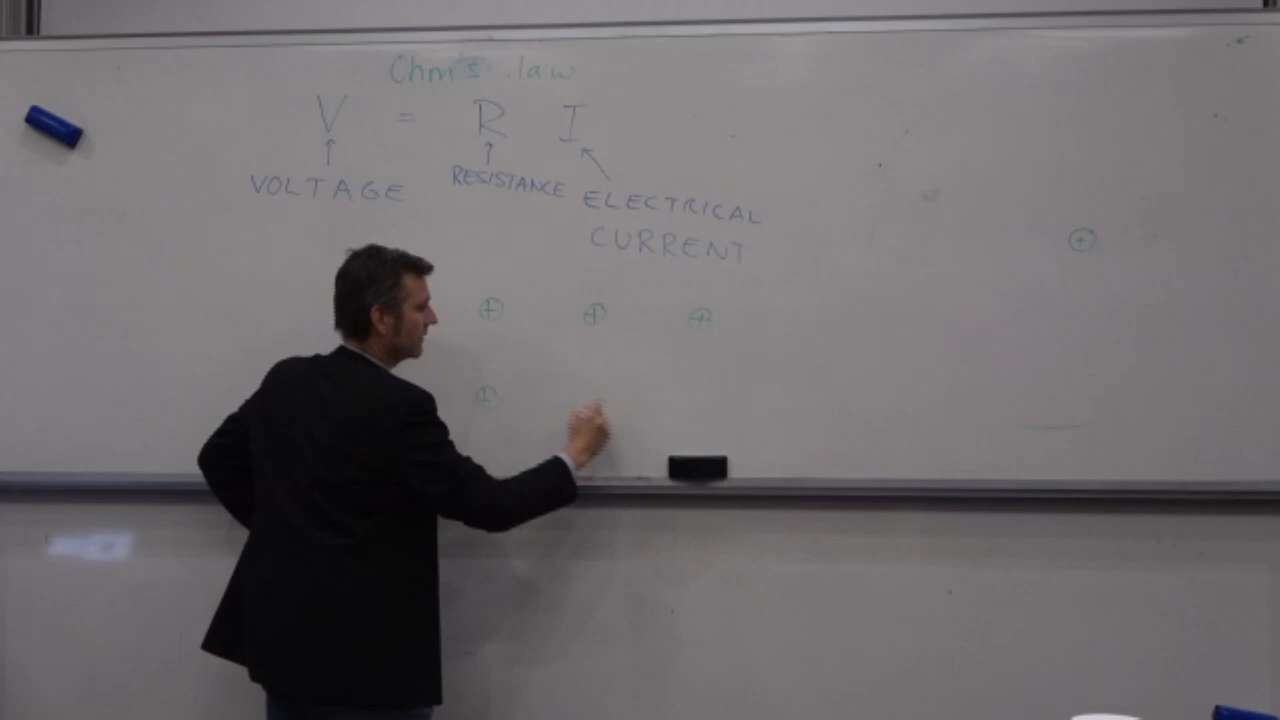 Ohm's law
V = R I
↑ ↑ ↖
VOLTAGE RESISTANCE ELECTRICAL
CURRENT
⊕
⊕ ⊕ ⊕
⊕